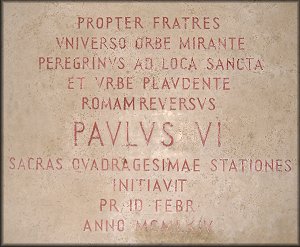 PROPTER FRATRES
VNIVERSO ORBE MIRANTE
PEREGRINVS AD LOCA SANCTA
ET VRBE PLAVDENTE
ROMAM REVERSVS
PAVLVS VI
SACRAS QVADRAGESIMAE STATIONES
INITIAVIT
PR ID FEBR
ANNO MCMLXIV